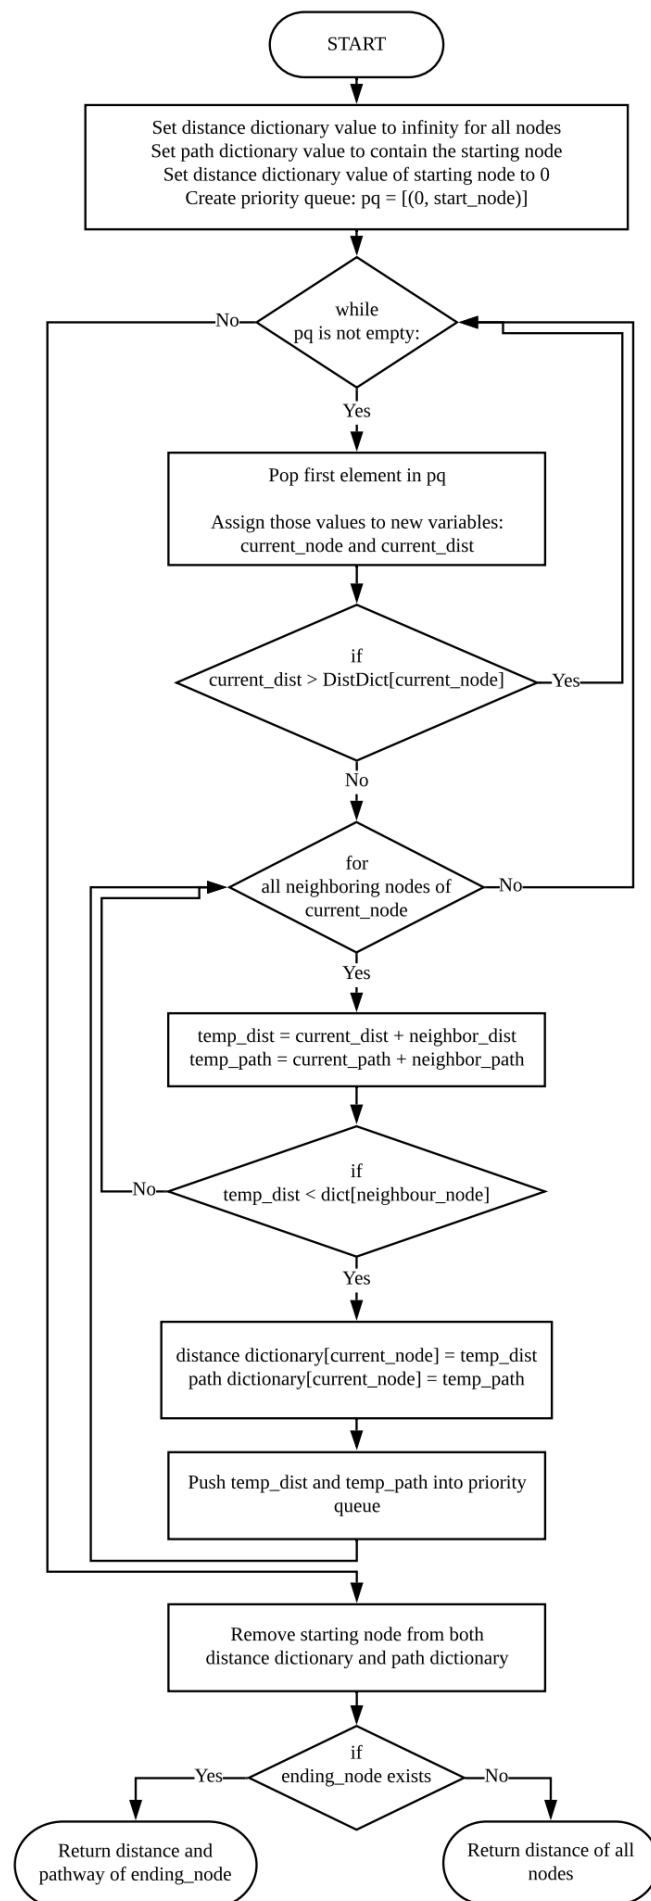 START
Set distance dictionary value to infinity for all nodes
Set path dictionary value to contain the starting node
Set distance dictionary value of starting node to 0
Create priority queue: pq = [(0, start_node)]
while
pq is not empty:
No
Yes
Pop first element in pq
Assign those values to new variables:
current_node and current_dist
if
current_dist > DistDict[current_node]
Yes
No
for
all neighboring nodes of
current_node
No
Yes
temp_dist = current_dist + neighbor_dist
temp_path = current_path + neighbor_path
if
temp_dist < dict[neighbour_node]
No
Yes
distance dictionary[current_node] = temp_dist
path dictionary[current_node] = temp_path
Push temp_dist and temp_path into priority
queue
Remove starting node from both
distance dictionary and path dictionary
if
ending_node exists
Yes
No
Return distance and
pathway of ending_node
Return distance of all
nodes